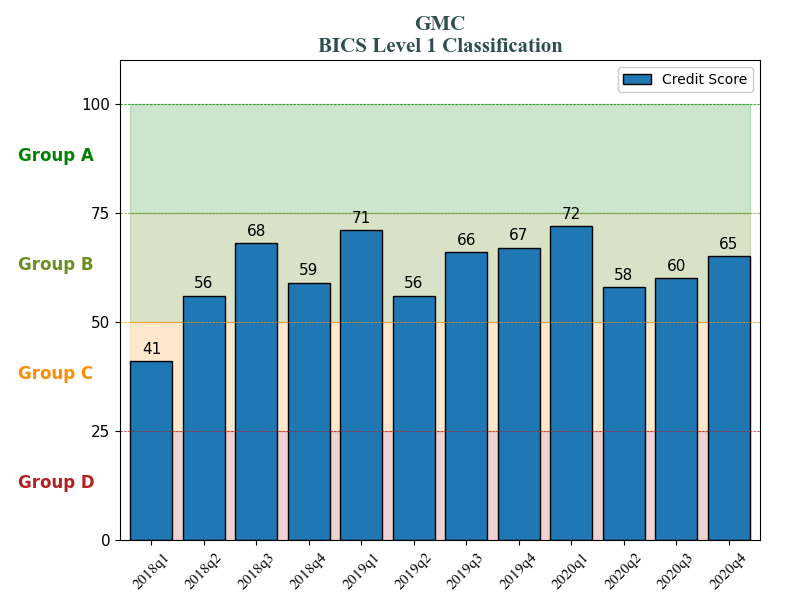 GMC
BICS Level 1 Classification
Credit Score
100
Group A
75
72
71
68
67
66
65
Group B
60
59
58
56
56
50
41
Group C
25
Group D
0
2018q1
2018q2
2018q3
2018q4
2019q1
2019q2
2019q3
2019q4
2020q1
2020q2
2020q3
2020q4